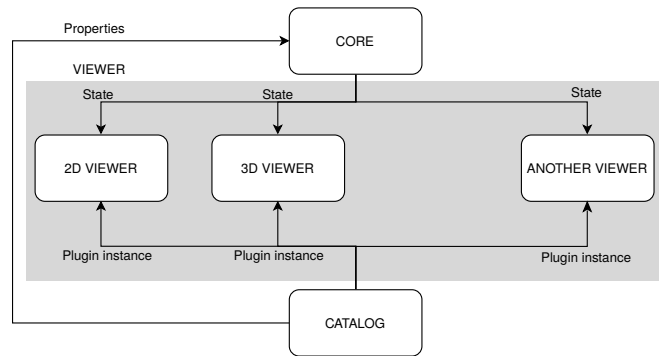 Properties
CORE
VIEWER
State
State
State
2D VIEWER
3D VIEWER
ANOTHER VIEWER
Plugin instance
Plugin instance
Plugin instance
CATALOG